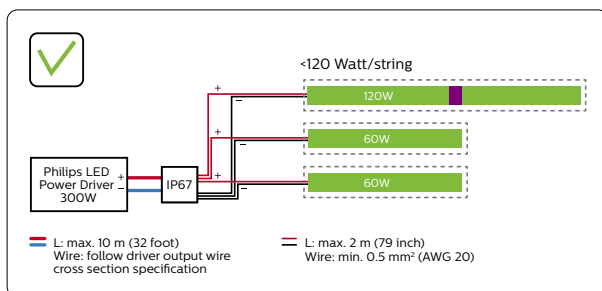 <120 Watt/string
+
120W
–
+
60W
–
Philips LED
Power Driver
300W
+
–
IP67
+
60W
–
L: max. 10 m (32 foot)
Wire: follow driver output wire
cross section specification
L: max. 2 m (79 inch)
Wire: min. 0.5 mm² (AWG 20)